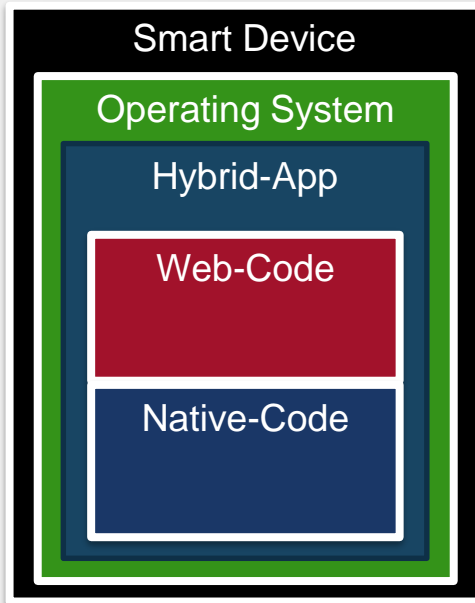 Smart Device
Operating System
Hybrid-App
Web-Code
Native-Code